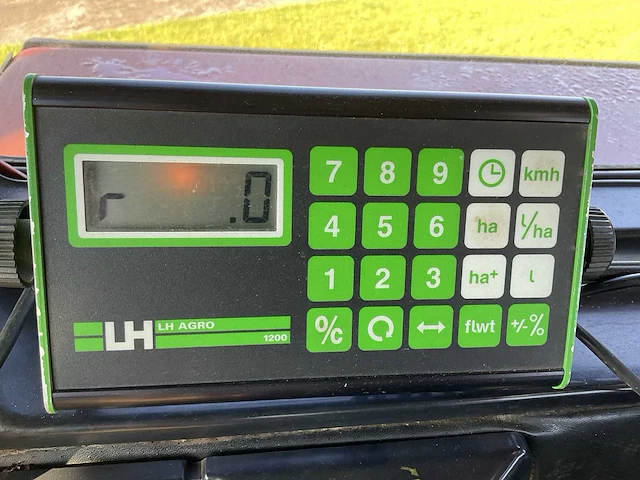 r .0
7 8 9 kmh
4 5 6 ha l/ha
1 2 3 ha+ l
%c flwt +/-%
LH LH AGRO
1200